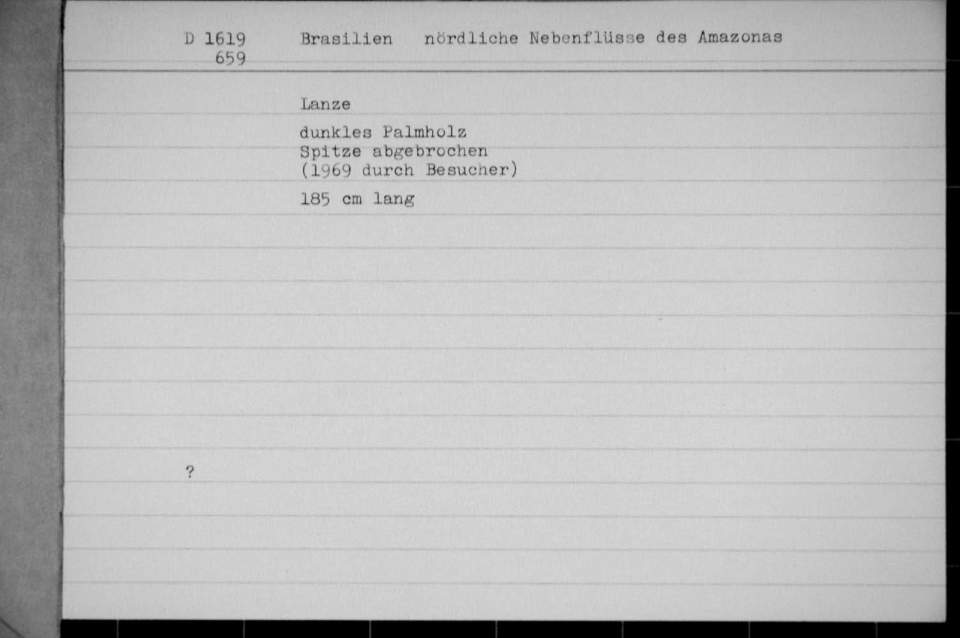 D 1619 Brasilien nördliche Nebenflüsse des Amazonas
659
Lanze
dunkles Palmholz
Spitze abgebrochen
(1969 durch Besucher)
185 cm lang
?